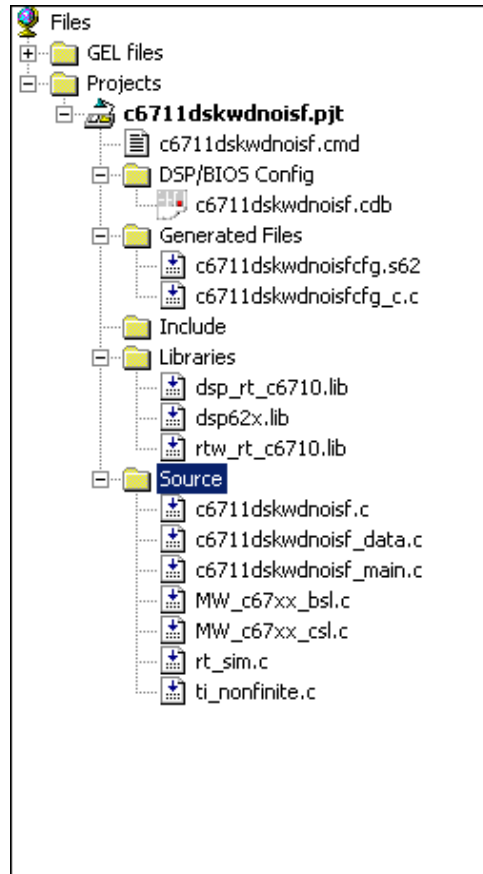 Files
GEL files
Projects
c6711dskwdnoisf.pjt
c6711dskwdnoisf.cmd
DSP/BIOS Config
c6711dskwdnoisf.cdb
Generated Files
c6711dskwdnoisfcfg.s62
c6711dskwdnoisfcfg_c.c
Include
Libraries
dsp_rt_c6710.lib
dsp62x.lib
rtw_rt_c6710.lib
Source
c6711dskwdnoisf.c
c6711dskwdnoisf_data.c
c6711dskwdnoisf_main.c
MW_c67xx_bsl.c
MW_c67xx_csl.c
rt_sim.c
ti_nonfinite.c